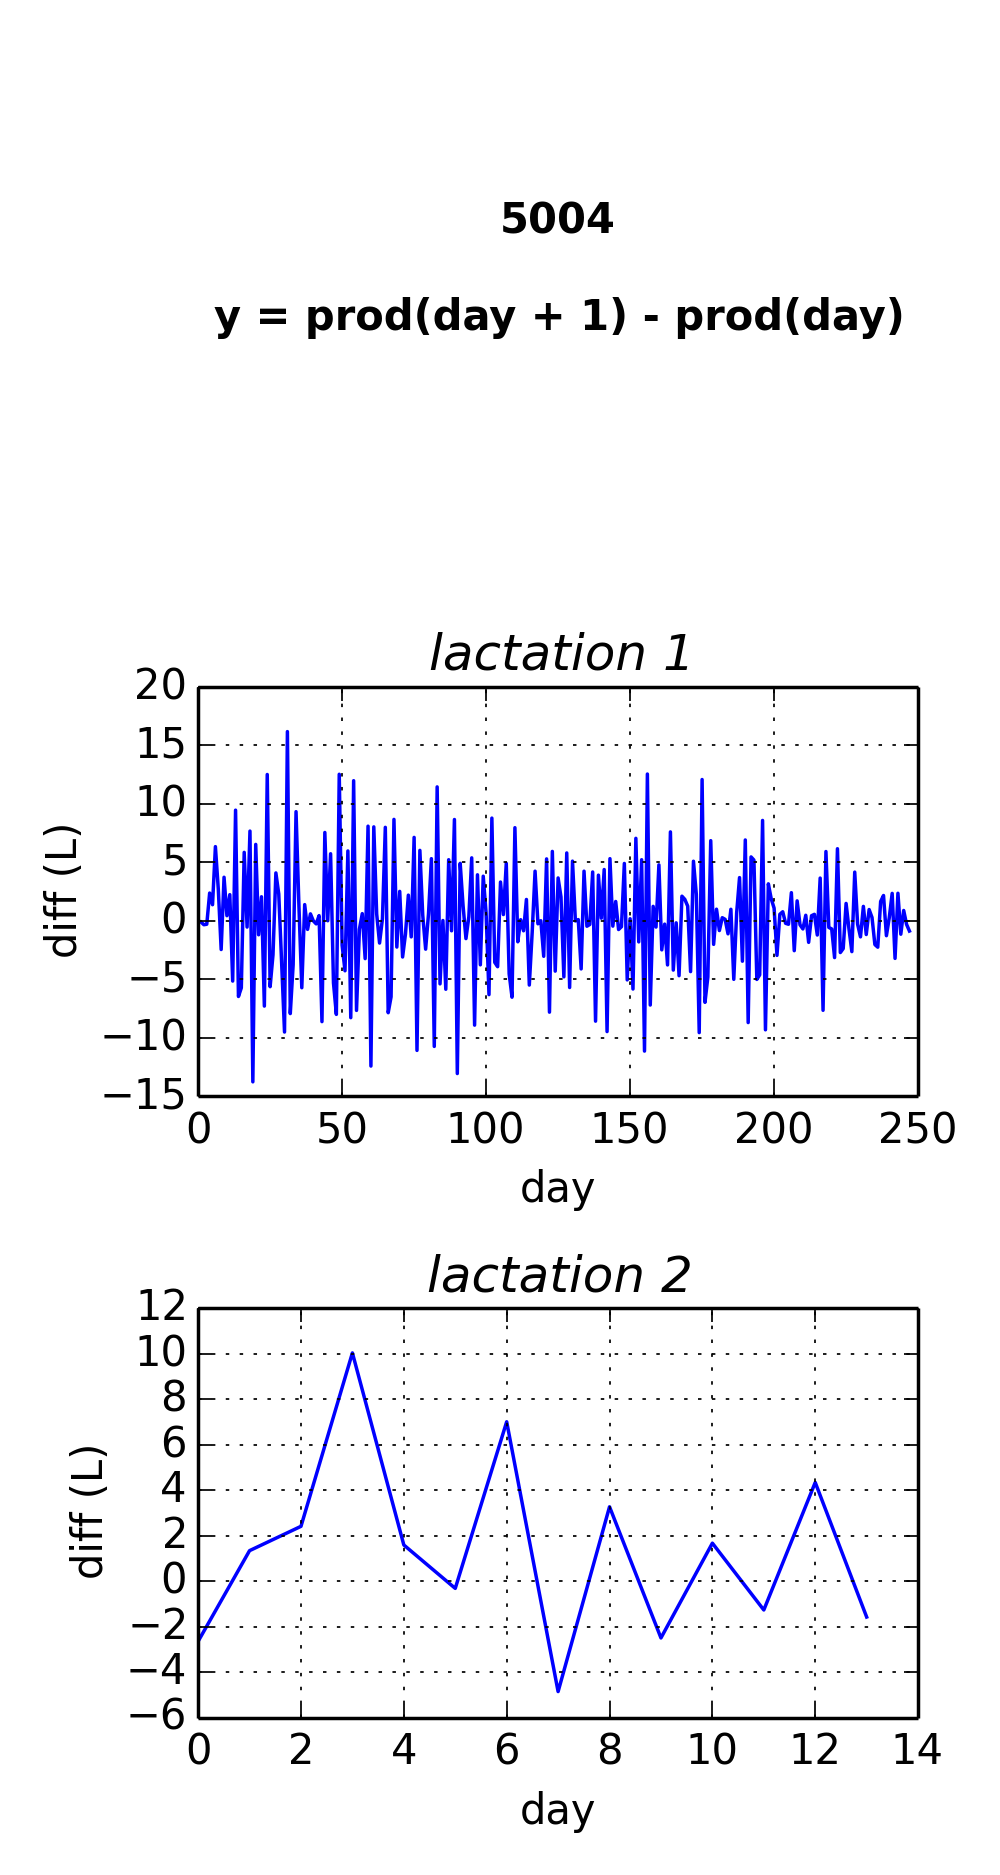 5004
y = prod(day + 1) - prod(day)
lactation 1
diff (L)
20
15
10
5
0
−5
−10
−15
0 50 100 150 200 250
day
lactation 2
diff (L)
12
10
8
6
4
2
0
−2
−4
−6
0 2 4 6 8 10 12 14
day